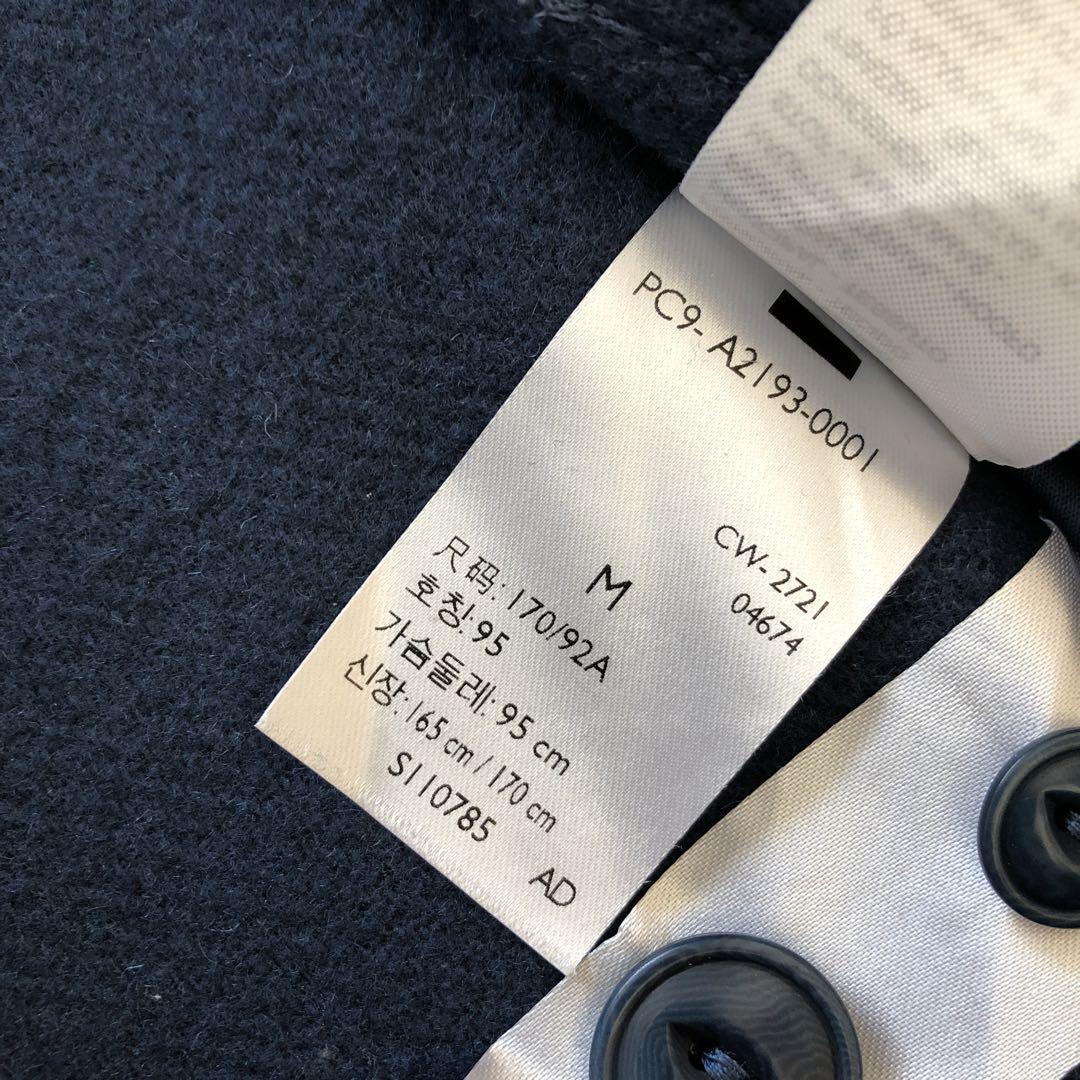 PC9- A2193-0001
CW- 2721
04674
M
尺码: 170/92A
호칭: 95
가슴둘레: 95 cm
신장: 165 cm / 170 cm
S110785
AD